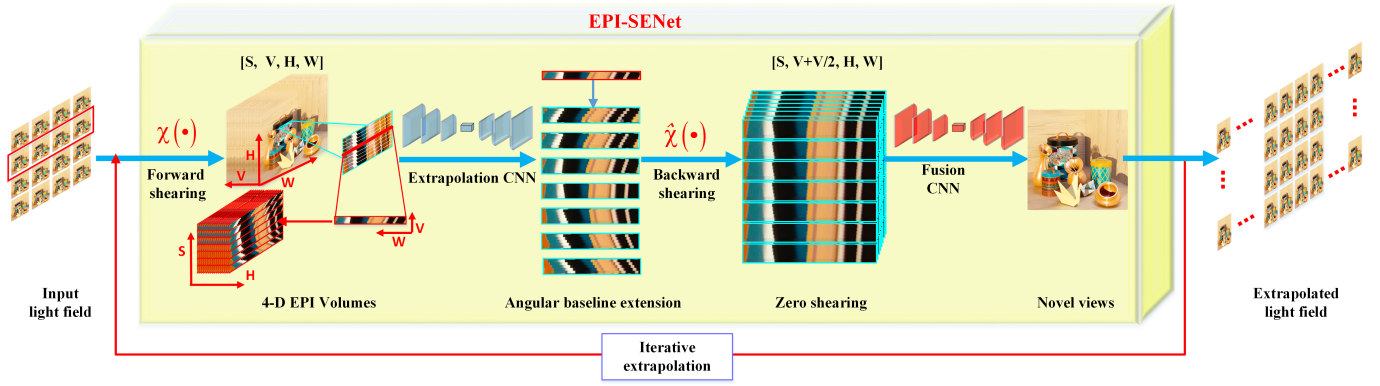 EPI-SENet
[S, V, H, W]
[S, V+V/2, H, W]
χ(•)
Forward
shearing
H
V
W
S
H
W
V
Extrapolation CNN
χ̂(•)
Backward
shearing
Fusion
CNN
Input
light field
4-D EPI Volumes
Angular baseline extension
Zero shearing
Novel views
Extrapolated
light field
Iterative
extrapolation